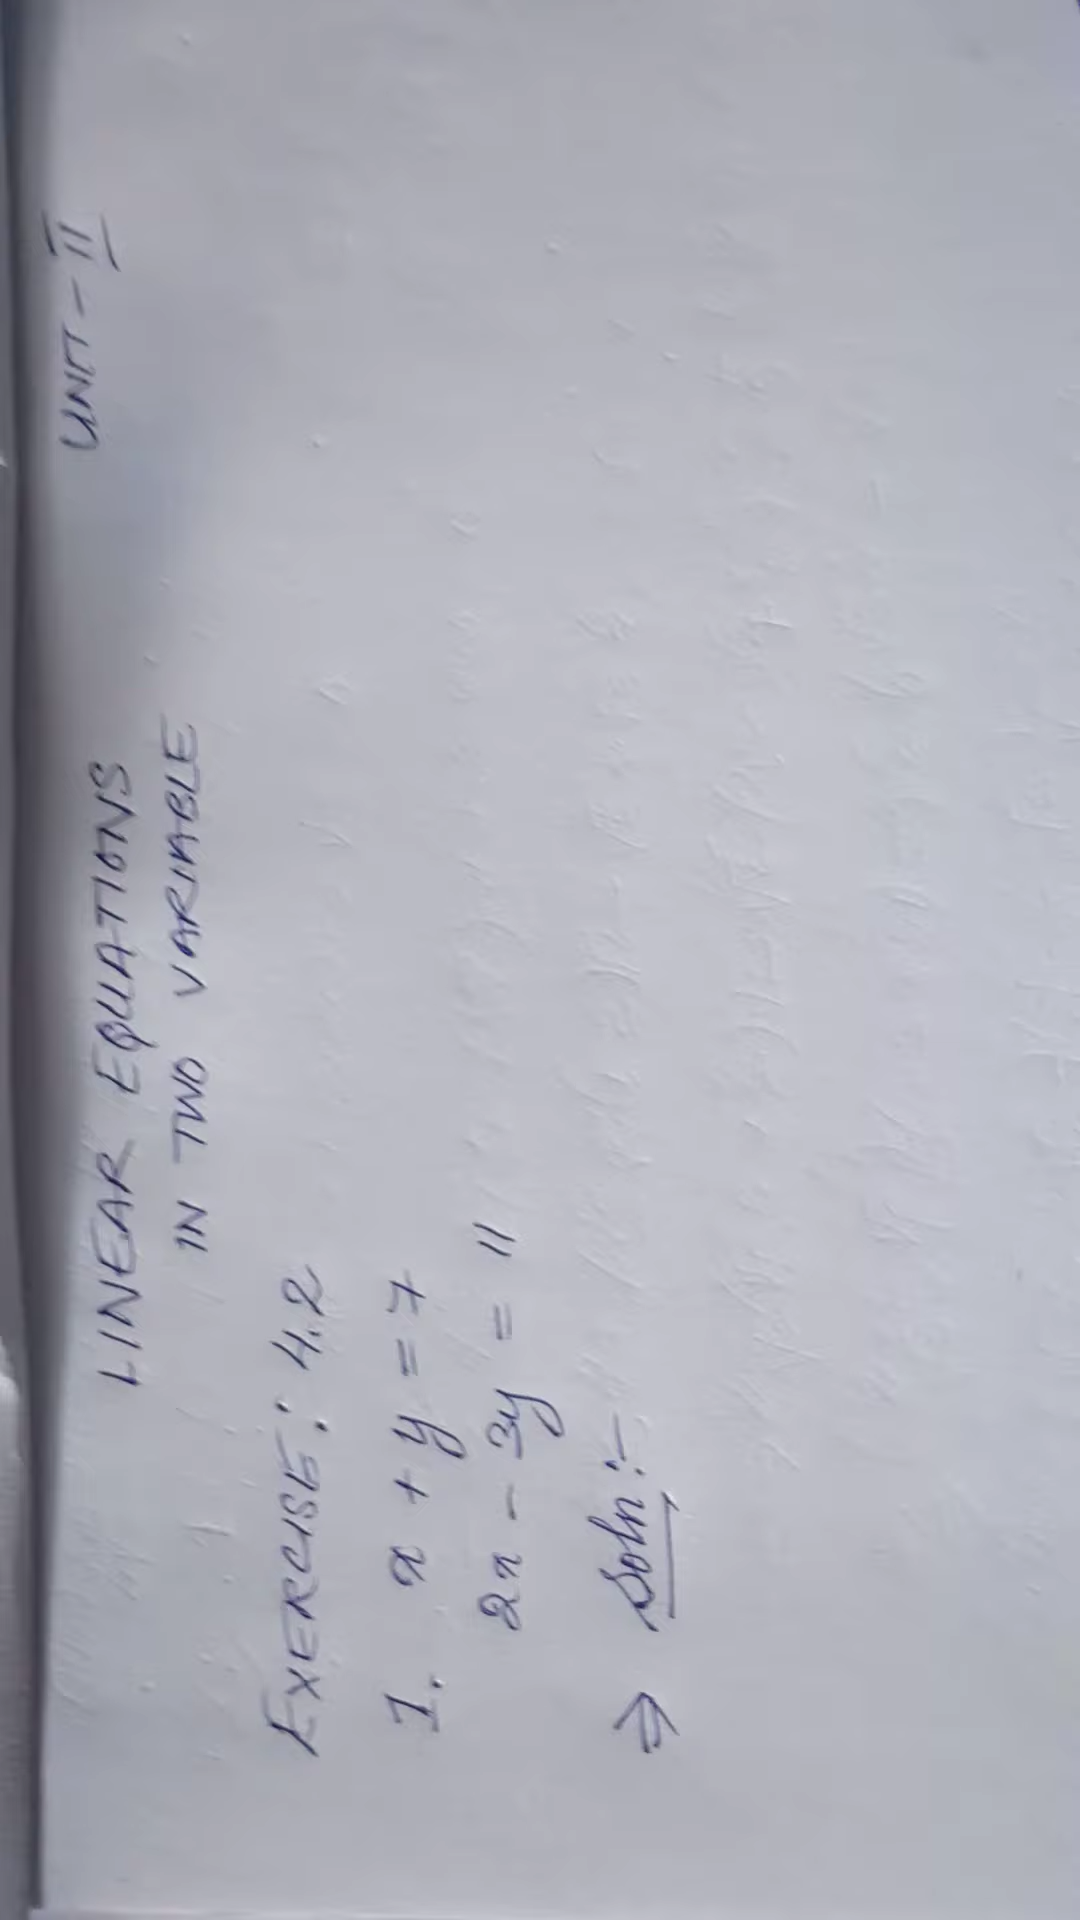 UNIT - II
LINEAR EQUATIONS
IN TWO VARIABLE
EXERCISE: 4.2
1. x + y = 7
2x - 3y = 11
⇒ Soln:-